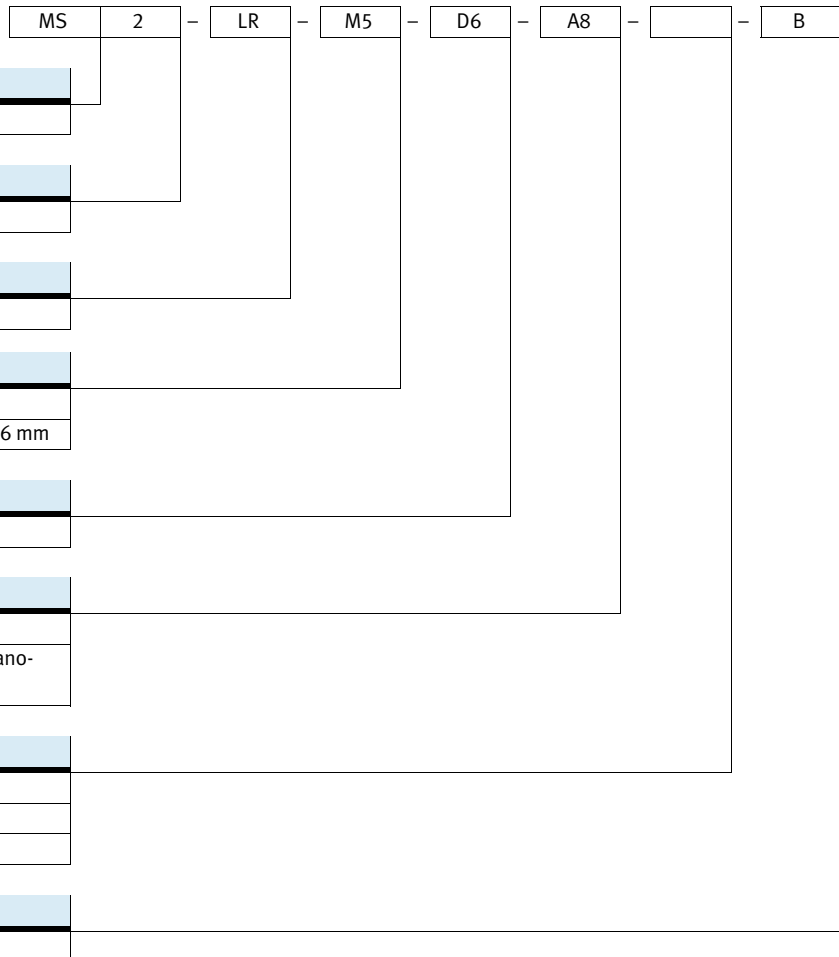 MS 2 – LR – M5 – D6 – A8 – – B
6 mm
ano-